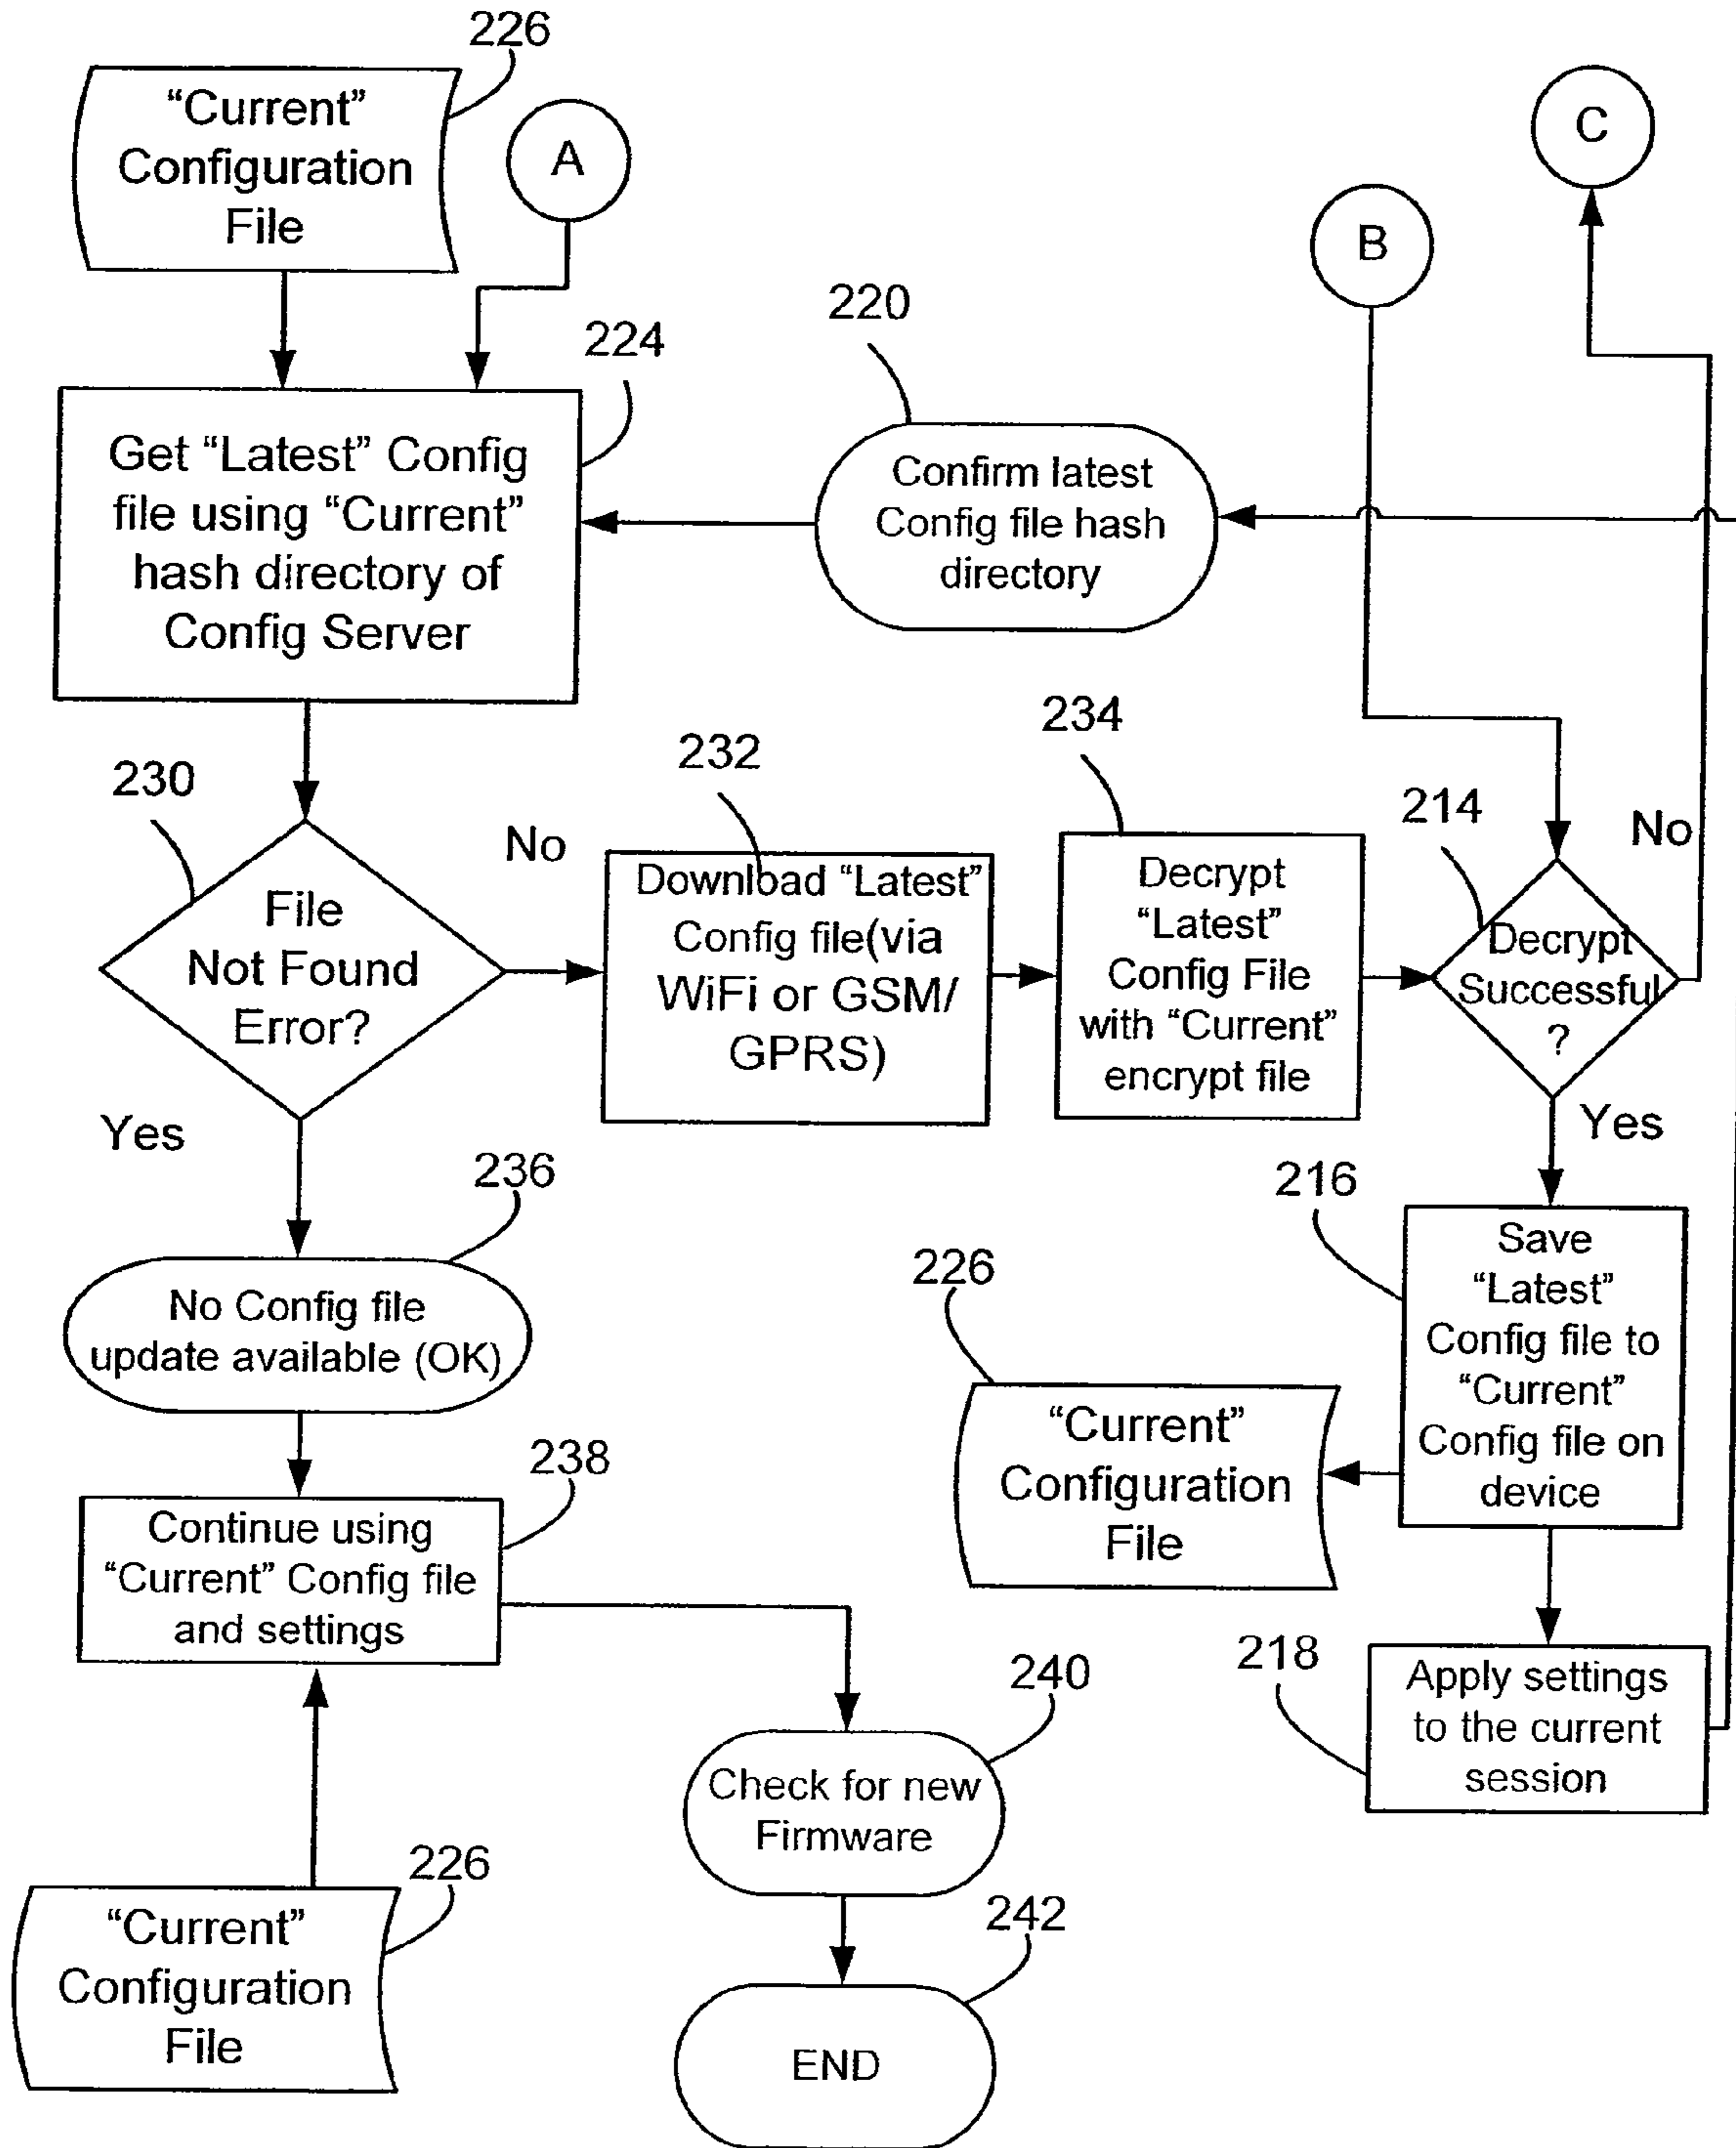 226
“Current”
Configuration
File
A
C
B
220
224
Get “Latest” Config
file using “Current”
hash directory of
Config Server
Confirm latest
Config file hash
directory
230
File
Not Found
Error?
No
Yes
232
Download “Latest”
Config file(via
WiFi or GSM/
GPRS)
234
Decrypt
“Latest”
Config File
with “Current”
encrypt file
214
Decrypt
Successful
?
No
Yes
236
No Config file
update available (OK)
216
Save
“Latest”
Config file to
“Current”
Config file on
device
226
“Current”
Configuration
File
238
Continue using
“Current” Config file
and settings
218
Apply settings
to the current
session
240
Check for new
Firmware
226
“Current”
Configuration
File
242
END